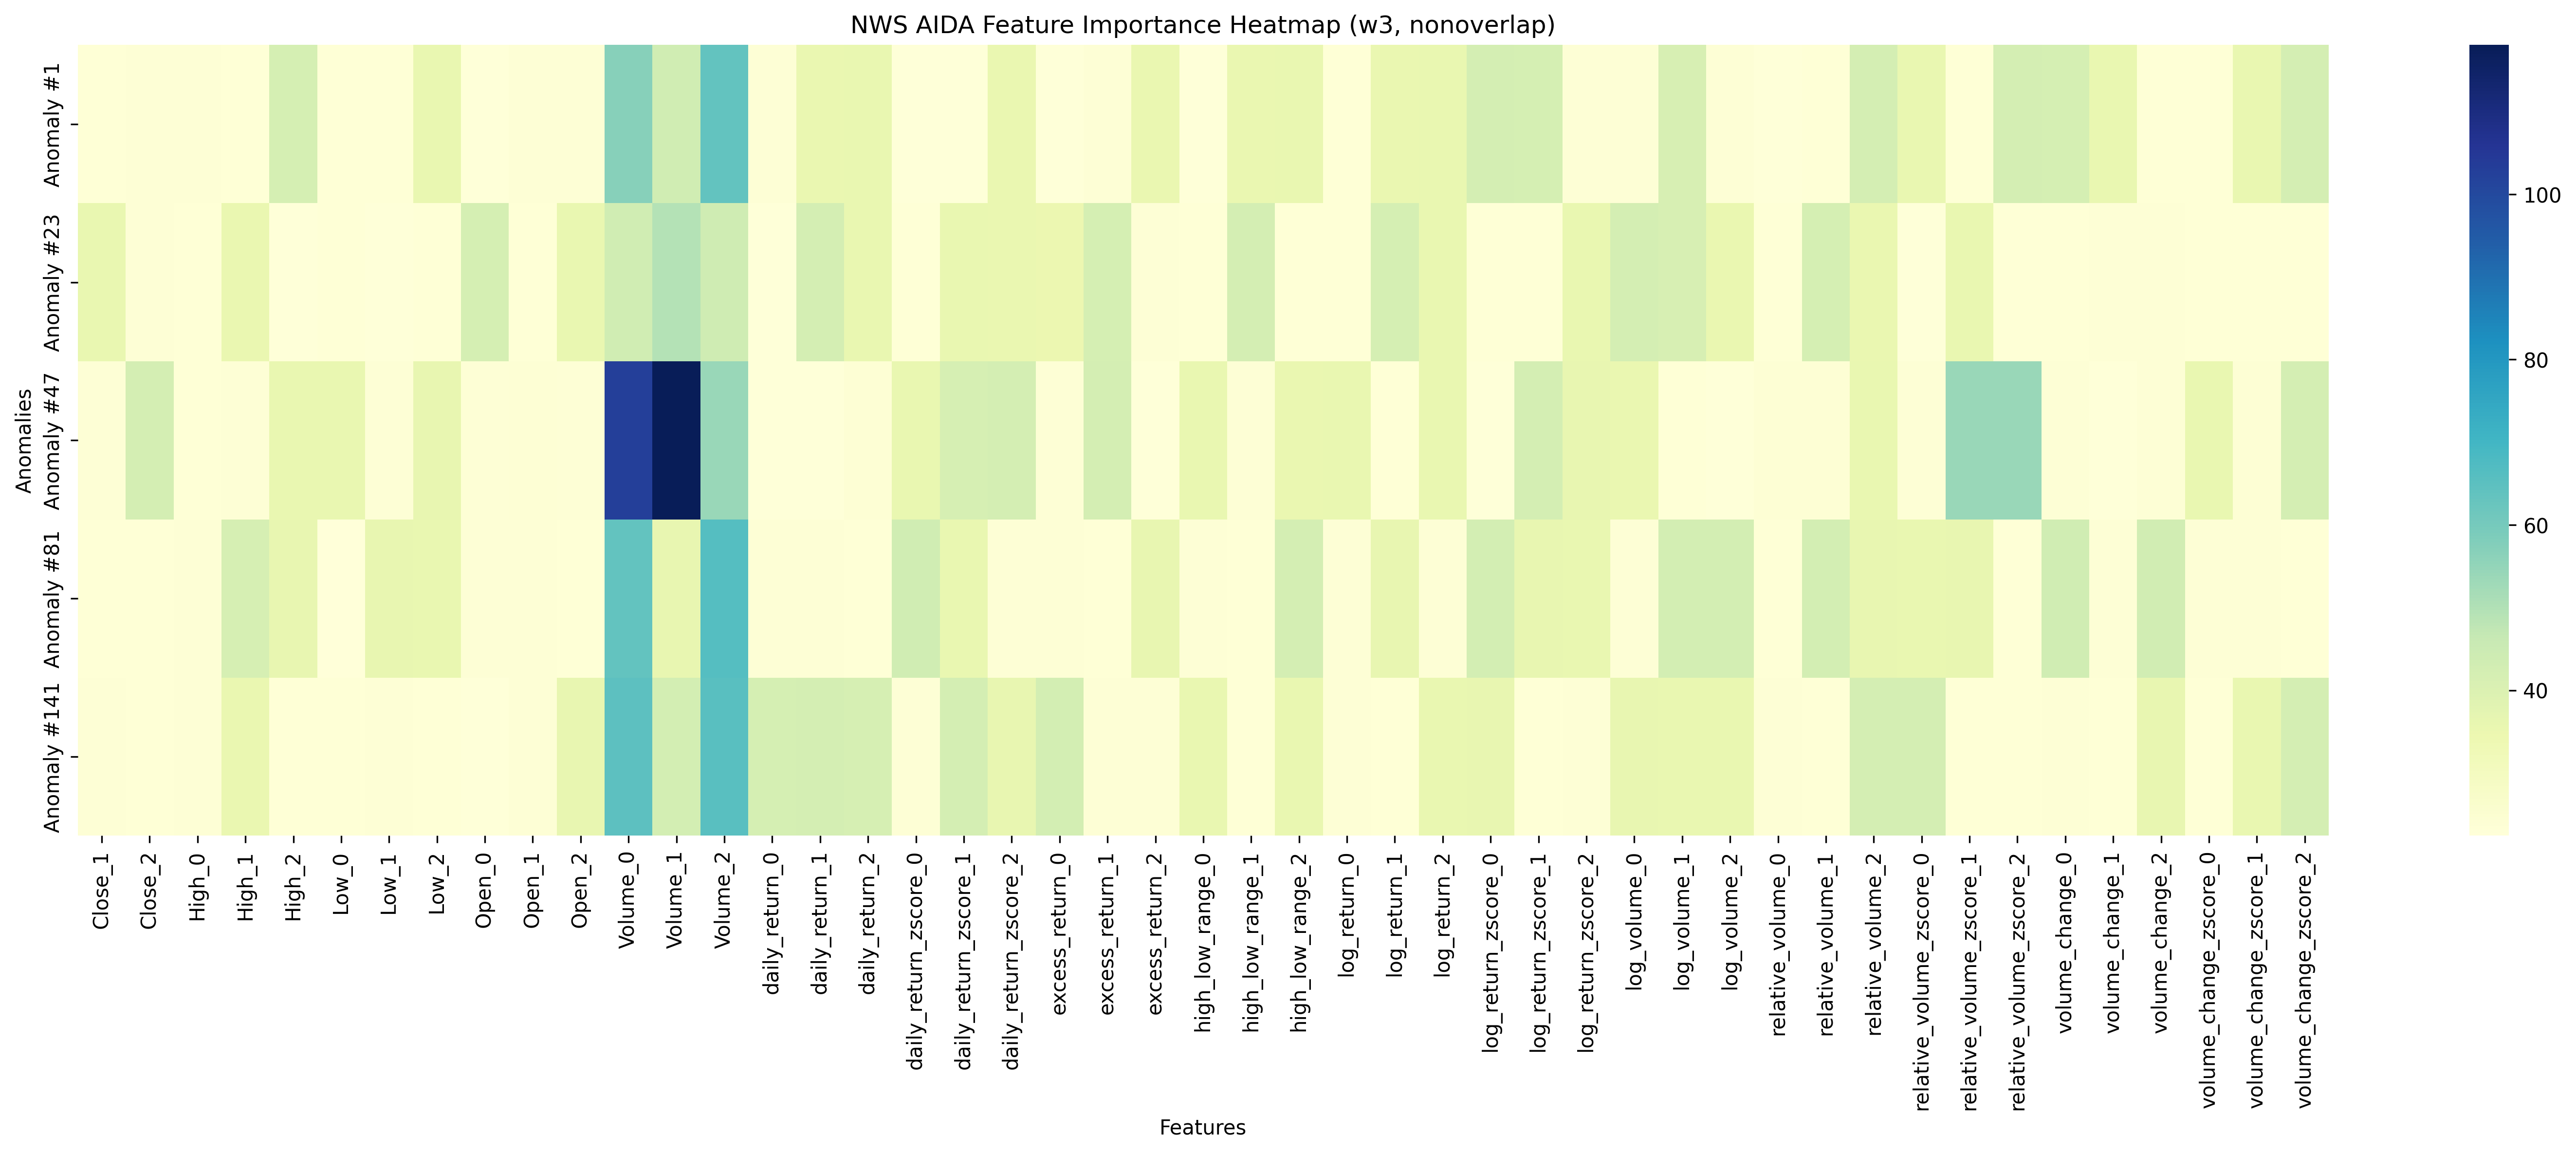 NWS AIDA Feature Importance Heatmap (w3, nonoverlap)
Anomalies
Anomaly #1
Anomaly #23
Anomaly #47
Anomaly #81
Anomaly #141
100
80
60
40
Close_1
Close_2
High_0
High_1
High_2
Low_0
Low_1
Low_2
Open_0
Open_1
Open_2
Volume_0
Volume_1
Volume_2
daily_return_0
daily_return_1
daily_return_2
daily_return_zscore_0
daily_return_zscore_1
daily_return_zscore_2
excess_return_0
excess_return_1
excess_return_2
high_low_range_0
high_low_range_1
high_low_range_2
log_return_0
log_return_1
log_return_2
log_return_zscore_0
log_return_zscore_1
log_return_zscore_2
log_volume_0
log_volume_1
log_volume_2
relative_volume_0
relative_volume_1
relative_volume_2
relative_volume_zscore_0
relative_volume_zscore_1
relative_volume_zscore_2
volume_change_0
volume_change_1
volume_change_2
volume_change_zscore_0
volume_change_zscore_1
volume_change_zscore_2
Features